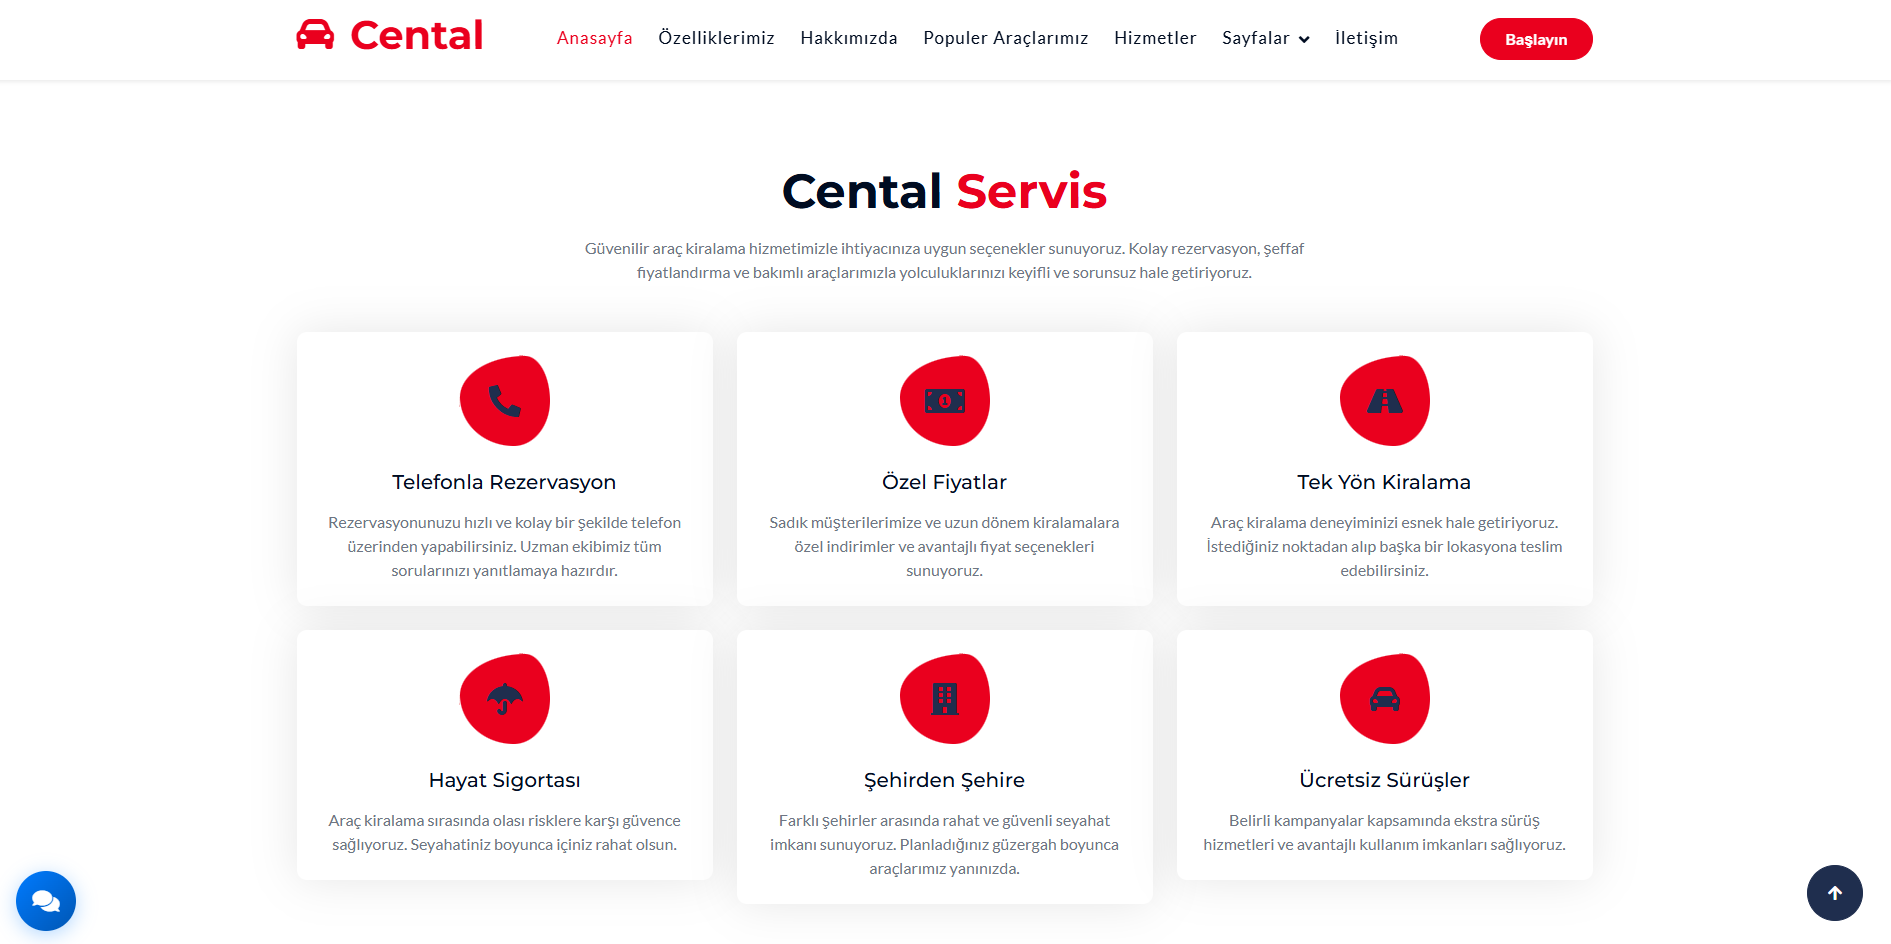 Cental
Anasayfa Özelliklerimiz Hakkımızda Populer Araçlarımız Hizmetler Sayfalar İletişim
Başlayın
Cental Servis
Güvenilir araç kiralama hizmetimizle ihtiyacınıza uygun seçenekler sunuyoruz. Kolay rezervasyon, şeffaf
fiyatlandırma ve bakımlı araçlarımızla yolculuklarınızı keyifli ve sorunsuz hale getiriyoruz.
Telefonla Rezervasyon
Rezervasyonunuzu hızlı ve kolay bir şekilde telefon
üzerinden yapabilirsiniz. Uzman ekibimiz tüm
sorularınızı yanıtlamaya hazırdır.
1
Özel Fiyatlar
Sadık müşterilerimize ve uzun dönem kiralamalara
özel indirimler ve avantajlı fiyat seçenekleri
sunuyoruz.
Tek Yön Kiralama
Araç kiralama deneyiminizi esnek hale getiriyoruz.
İstediğiniz noktadan alıp başka bir lokasyona teslim
edebilirsiniz.
Hayat Sigortası
Araç kiralama sırasında olası risklere karşı güvence
sağlıyoruz. Seyahatiniz boyunca içiniz rahat olsun.
Şehirden Şehire
Farklı şehirler arasında rahat ve güvenli seyahat
imkanı sunuyoruz. Planladığınız güzergah boyunca
araçlarımız yanınızda.
Ücretsiz Sürüşler
Belirli kampanyalar kapsamında ekstra sürüş
hizmetleri ve avantajlı kullanım imkanları sağlıyoruz.